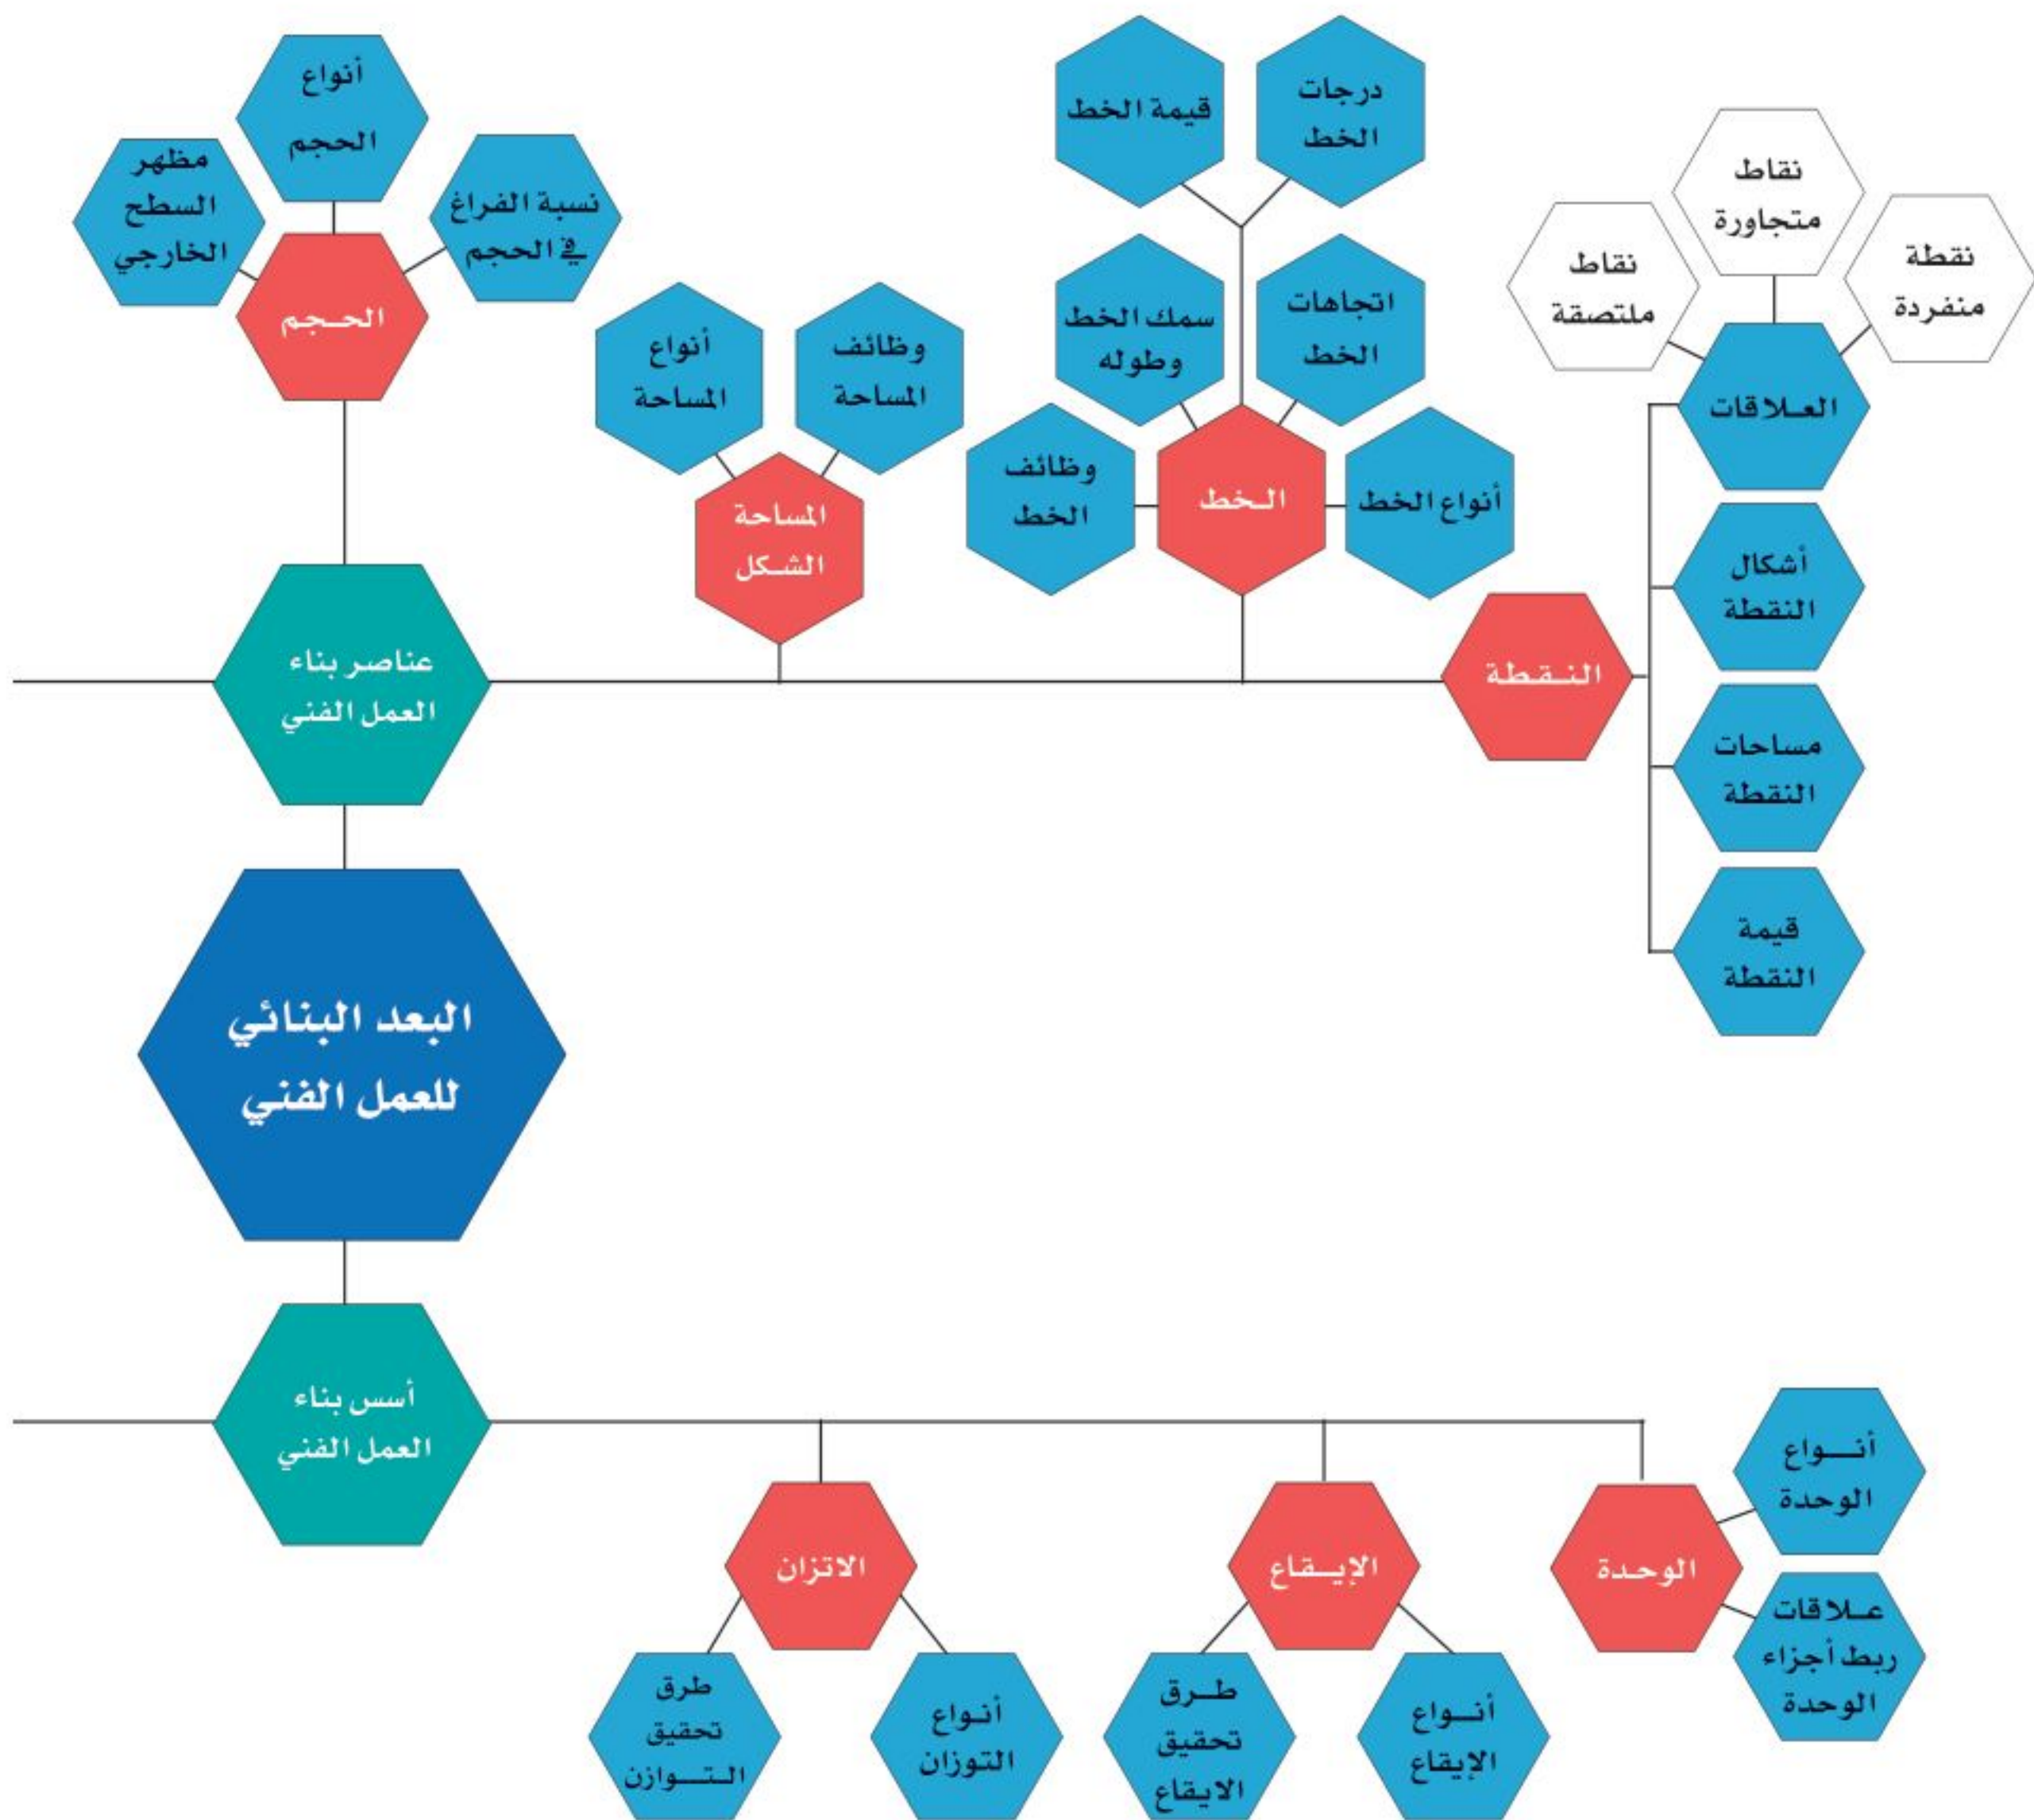 أنواع
الحجم
مظهر
السطح
الخارجي
نسبة الفراغ
في الحجم
الحجم
أنواع
المساحة
وظائف
المساحة
المساحة
الشكل
قيمة الخط
درجات
الخط
سمك الخط
وطوله
اتجاهات
الخط
وظائف
الخط
الخط
أنواع الخط
نقاط
متجاورة
نقاط
ملتصقة
نقطة
منفردة
العلاقات
أشكال
النقطة
النقطة
مساحات
النقطة
قيمة
النقطة
عناصر بناء
العمل الفني
البعد البنائي
للعمل الفني
أسس بناء
العمل الفني
الاتزان
طرق
تحقيق
التوازن
أنواع
التوزان
الإيقاع
طرق
تحقيق
الايقاع
أنواع
الإيقاع
الوحدة
أنواع
الوحدة
علاقات
ربط أجزاء
الوحدة